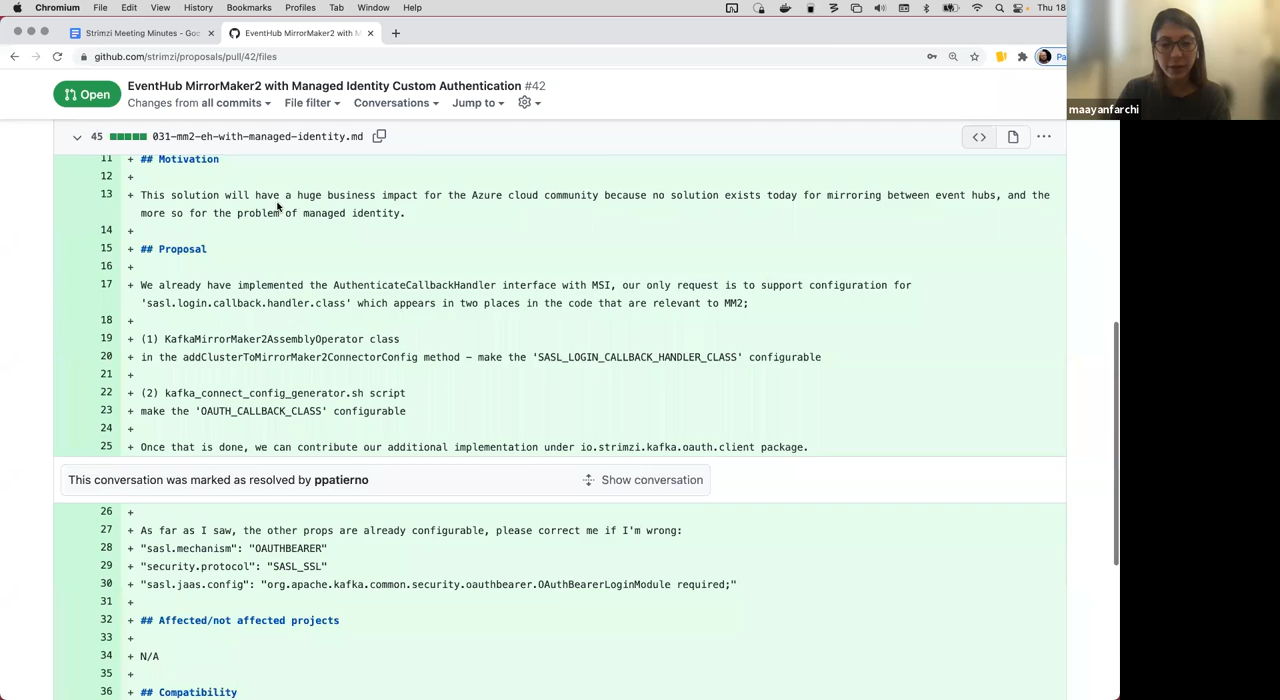 Chromium File Edit View History Bookmarks Profiles Tab Window Help Thu 18
Strimzi Meeting Minutes - Goo × EventHub MirrorMaker2 with M × +
github.com/strimzi/proposals/pull/42/files Pa
maayanfarchi
Open
EventHub MirrorMaker2 with Managed Identity Custom Authentication #42
Changes from all commits File filter Conversations Jump to
45 031-mm2-eh-with-managed-identity.md
11 + ## Motivation
12 +
13 + This solution will have a huge business impact for the Azure cloud community because no solution exists today for mirroring between event hubs, and the
more so for the problem of managed identity.
14 +
15 + ## Proposal
16 +
17 + We already have implemented the AuthenticateCallbackHandler interface with MSI, our only request is to support configuration for
'sasl.login.callback.handler.class' which appears in two places in the code that are relevant to MM2;
18 +
19 + (1) KafkaMirrorMaker2AssemblyOperator class
20 + in the addClusterToMirrorMaker2ConnectorConfig method – make the 'SASL_LOGIN_CALLBACK_HANDLER_CLASS' configurable
21 +
22 + (2) kafka_connect_config_generator.sh script
23 + make the 'OAUTH_CALLBACK_CLASS' configurable
24 +
25 + Once that is done, we can contribute our additional implementation under io.strimzi.kafka.oauth.client package.
This conversation was marked as resolved by ppatierno Show conversation
26 +
27 + As far as I saw, the other props are already configurable, please correct me if I'm wrong:
28 + "sasl.mechanism": "OAUTHBEARER"
29 + "security.protocol": "SASL_SSL"
30 + "sasl.jaas.config": "org.apache.kafka.common.security.oauthbearer.OAuthBearerLoginModule required;"
31 +
32 + ## Affected/not affected projects
33 +
34 + N/A
35 +
36 + ## Compatibility